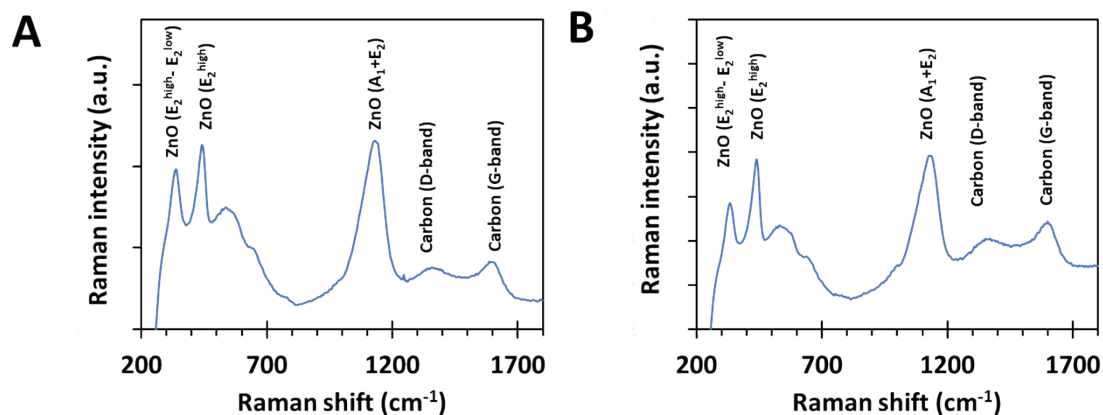 A
Raman intensity (a.u.)
ZnO (E₂ʰⁱᵍʰ- E₂ˡᵒʷ)
ZnO (E₂ʰⁱᵍʰ)
ZnO (A₁+E₂)
Carbon (D-band)
Carbon (G-band)
200 700 1200 1700
Raman shift (cm⁻¹)
B
Raman intensity (a.u.)
ZnO (E₂ʰⁱᵍʰ- E₂ˡᵒʷ)
ZnO (E₂ʰⁱᵍʰ)
ZnO (A₁+E₂)
Carbon (D-band)
Carbon (G-band)
200 700 1200 1700
Raman shift (cm⁻¹)